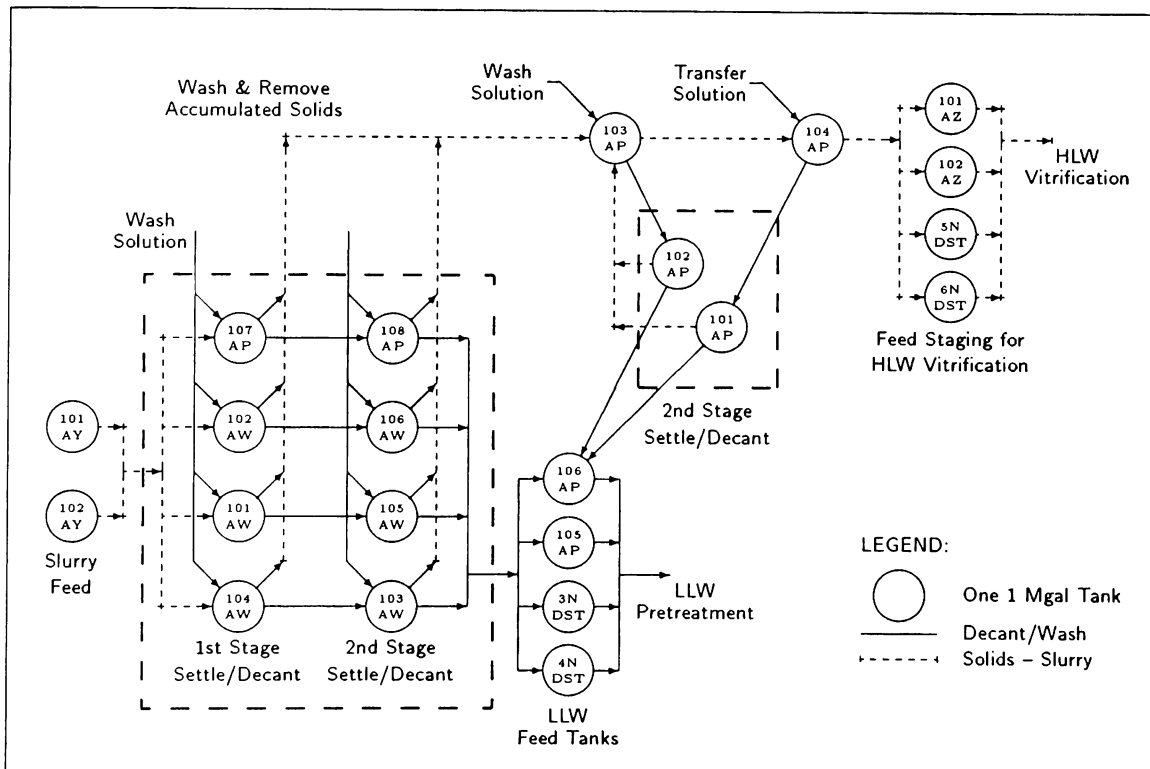 Wash & Remove
Accumulated Solids
Wash
Solution
Transfer
Solution
103
AP
104
AP
101
AZ
102
AZ
5N
DST
6N
DST
HLW
Vitrification
Feed Staging for
HLW Vitrification
Wash
Solution
102
AP
101
AP
2nd Stage
Settle/Decant
107
AP
108
AP
102
AW
106
AW
101
AW
105
AW
104
AW
103
AW
101
AY
102
AY
Slurry
Feed
1st Stage
Settle/Decant
2nd Stage
Settle/Decant
106
AP
105
AP
3N
DST
4N
DST
LLW
Pretreatment
LLW
Feed Tanks
LEGEND:
One 1 Mgal Tank
Decant/Wash
Solids – Slurry